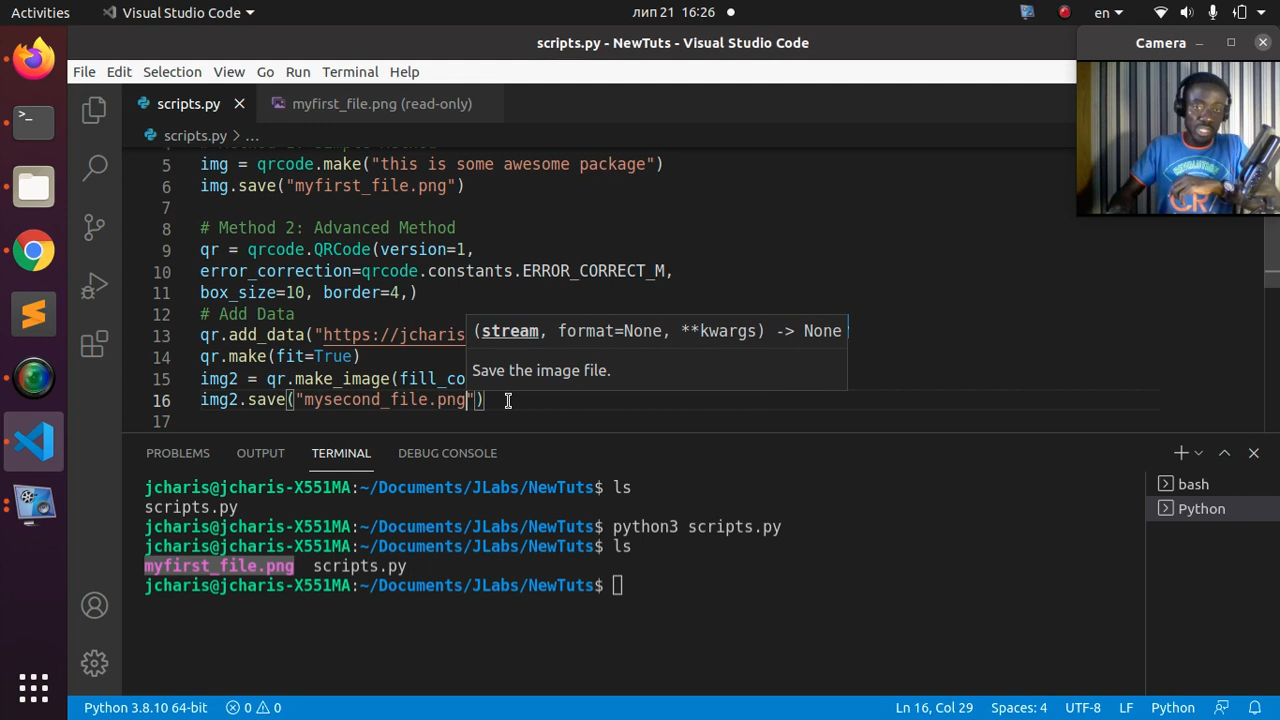 Activities
Visual Studio Code
лип 21 16:26
en
scripts.py - NewTuts - Visual Studio Code
Camera
File Edit Selection View Go Run Terminal Help
scripts.py
myfirst_file.png (read-only)
scripts.py > ...
5 img = qrcode.make("this is some awesome package")
6 img.save("myfirst_file.png")
7
8 # Method 2: Advanced Method
9 qr = qrcode.QRCode(version=1,
10 error_correction=qrcode.constants.ERROR_CORRECT_M,
11 box_size=10, border=4,)
12 # Add Data
13 qr.add_data("https://jcharis
(stream, format=None, **kwargs) -> None
14 qr.make(fit=True)
Save the image file.
15 img2 = qr.make_image(fill_co
16 img2.save("mysecond_file.png")
17
PROBLEMS OUTPUT TERMINAL DEBUG CONSOLE
jcharis@jcharis-X551MA:~/Documents/JLabs/NewTuts$ ls
scripts.py
jcharis@jcharis-X551MA:~/Documents/JLabs/NewTuts$ python3 scripts.py
jcharis@jcharis-X551MA:~/Documents/JLabs/NewTuts$ ls
myfirst_file.png scripts.py
jcharis@jcharis-X551MA:~/Documents/JLabs/NewTuts$
bash
Python
Python 3.8.10 64-bit
0 0
Ln 16, Col 29
Spaces: 4
UTF-8
LF
Python